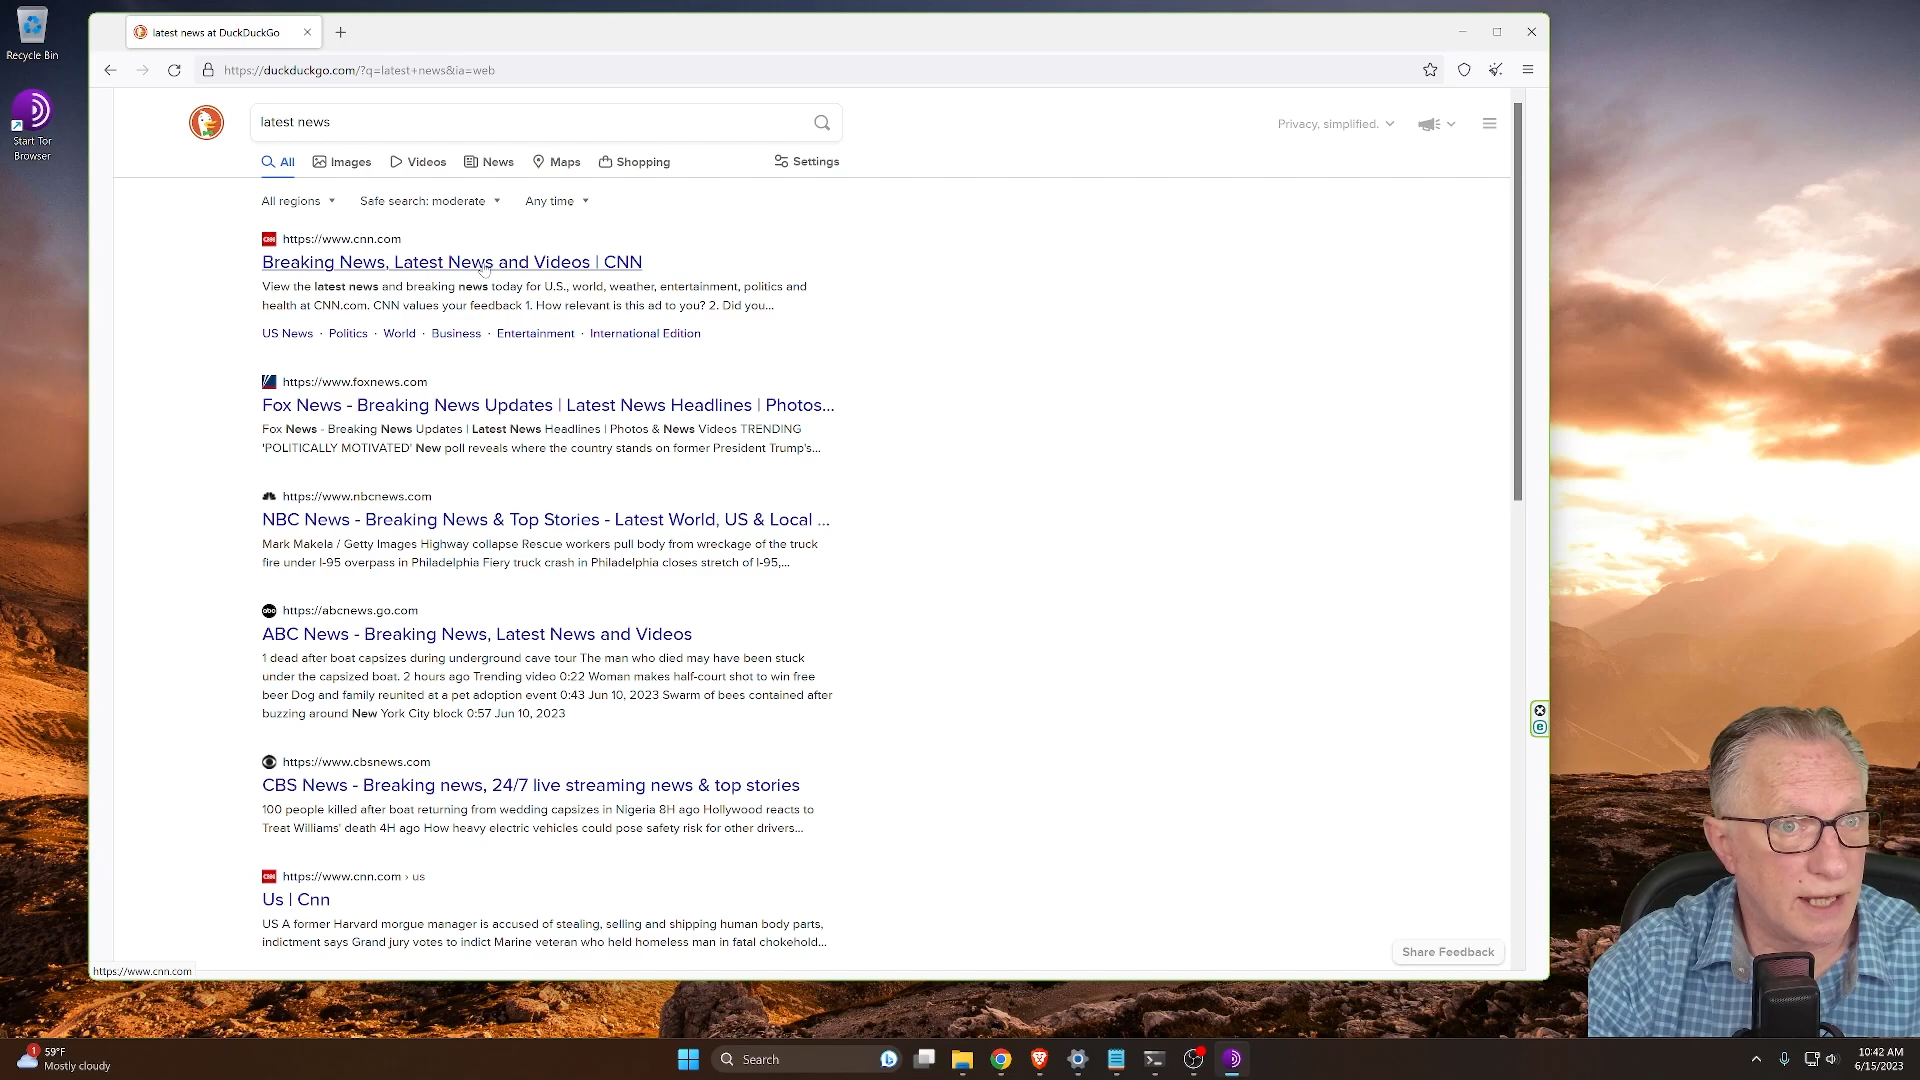 Recycle Bin
Start Tor
Browser
latest news at DuckDuckGo
https://duckduckgo.com/?q=latest+news&ia=web
latest news
Privacy, simplified.
All
Images
Videos
News
Maps
Shopping
Settings
All regions
Safe search: moderate
Any time
CNN
https://www.cnn.com
Breaking News, Latest News and Videos | CNN
View the latest news and breaking news today for U.S., world, weather, entertainment, politics and
health at CNN.com. CNN values your feedback 1. How relevant is this ad to you? 2. Did you...
US News · Politics · World · Business · Entertainment · International Edition
https://www.foxnews.com
Fox News - Breaking News Updates | Latest News Headlines | Photos...
Fox News - Breaking News Updates | Latest News Headlines | Photos & News Videos TRENDING
'POLITICALLY MOTIVATED' New poll reveals where the country stands on former President Trump's...
https://www.nbcnews.com
NBC News - Breaking News & Top Stories - Latest World, US & Local ...
Mark Makela / Getty Images Highway collapse Rescue workers pull body from wreckage of the truck
fire under I-95 overpass in Philadelphia Fiery truck crash in Philadelphia closes stretch of I-95,...
abc
https://abcnews.go.com
ABC News - Breaking News, Latest News and Videos
1 dead after boat capsizes during underground cave tour The man who died may have been stuck
under the capsized boat. 2 hours ago Trending video 0:22 Woman makes half-court shot to win free
beer Dog and family reunited at a pet adoption event 0:43 Jun 10, 2023 Swarm of bees contained after
buzzing around New York City block 0:57 Jun 10, 2023
https://www.cbsnews.com
CBS News - Breaking news, 24/7 live streaming news & top stories
100 people killed after boat returning from wedding capsizes in Nigeria 8H ago Hollywood reacts to
Treat Williams' death 4H ago How heavy electric vehicles could pose safety risk for other drivers...
CNN
https://www.cnn.com › us
Us | Cnn
US A former Harvard morgue manager is accused of stealing, selling and shipping human body parts,
indictment says Grand jury votes to indict Marine veteran who held homeless man in fatal chokehold...
Share Feedback
https://www.cnn.com
1
59°F
Mostly cloudy
Search
10:42 AM
6/15/2023